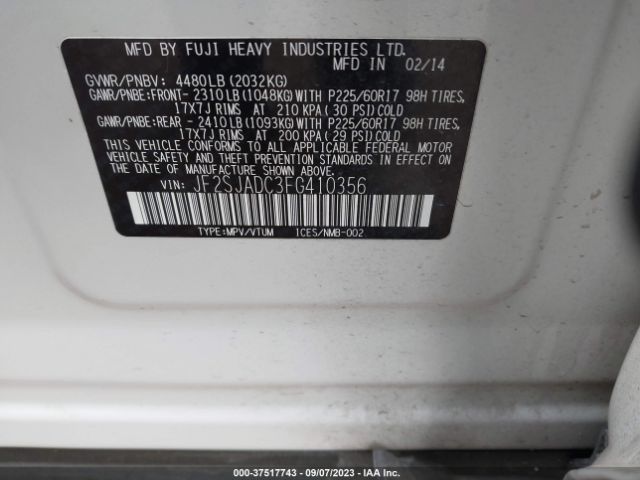 MFD BY FUJI HEAVY INDUSTRIES LTD.
MFD IN 02/14
GVWR/PNBV: 4480LB(2032KG)
GAWR/PNBE:FRONT- 2310LB(1048KG)WITH P225/60R17 98H TIRES,
17X7J RIMS AT 210 KPA(30 PSI)COLD
GAWR/PNBE:REAR - 2410LB(1093KG)WITH P225/60R17 98H TIRES,
17X7J RIMS AT 200 KPA(29 PSI)COLD
THIS VEHICLE CONFORMS TO ALL APPLICABLE FEDERAL MOTOR
VEHICLE SAFETY AND THEFT PREVENTION STANDARDS IN EFFECT ON
THE DATE OF MANUFACTURE SHOWN ABOVE.
VIN: JF2SJADC3FG410356
TYPE:MPV/VTUM ICES/NMB-002
000-37517743 - 09/07/2023 - IAAI.COM